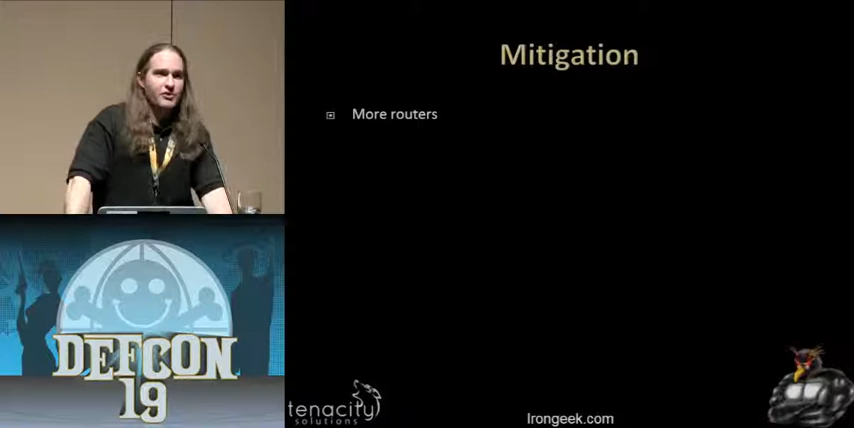 Mitigation
More routers
DEFCON
19
tenacity
solutions
Irongeek.com